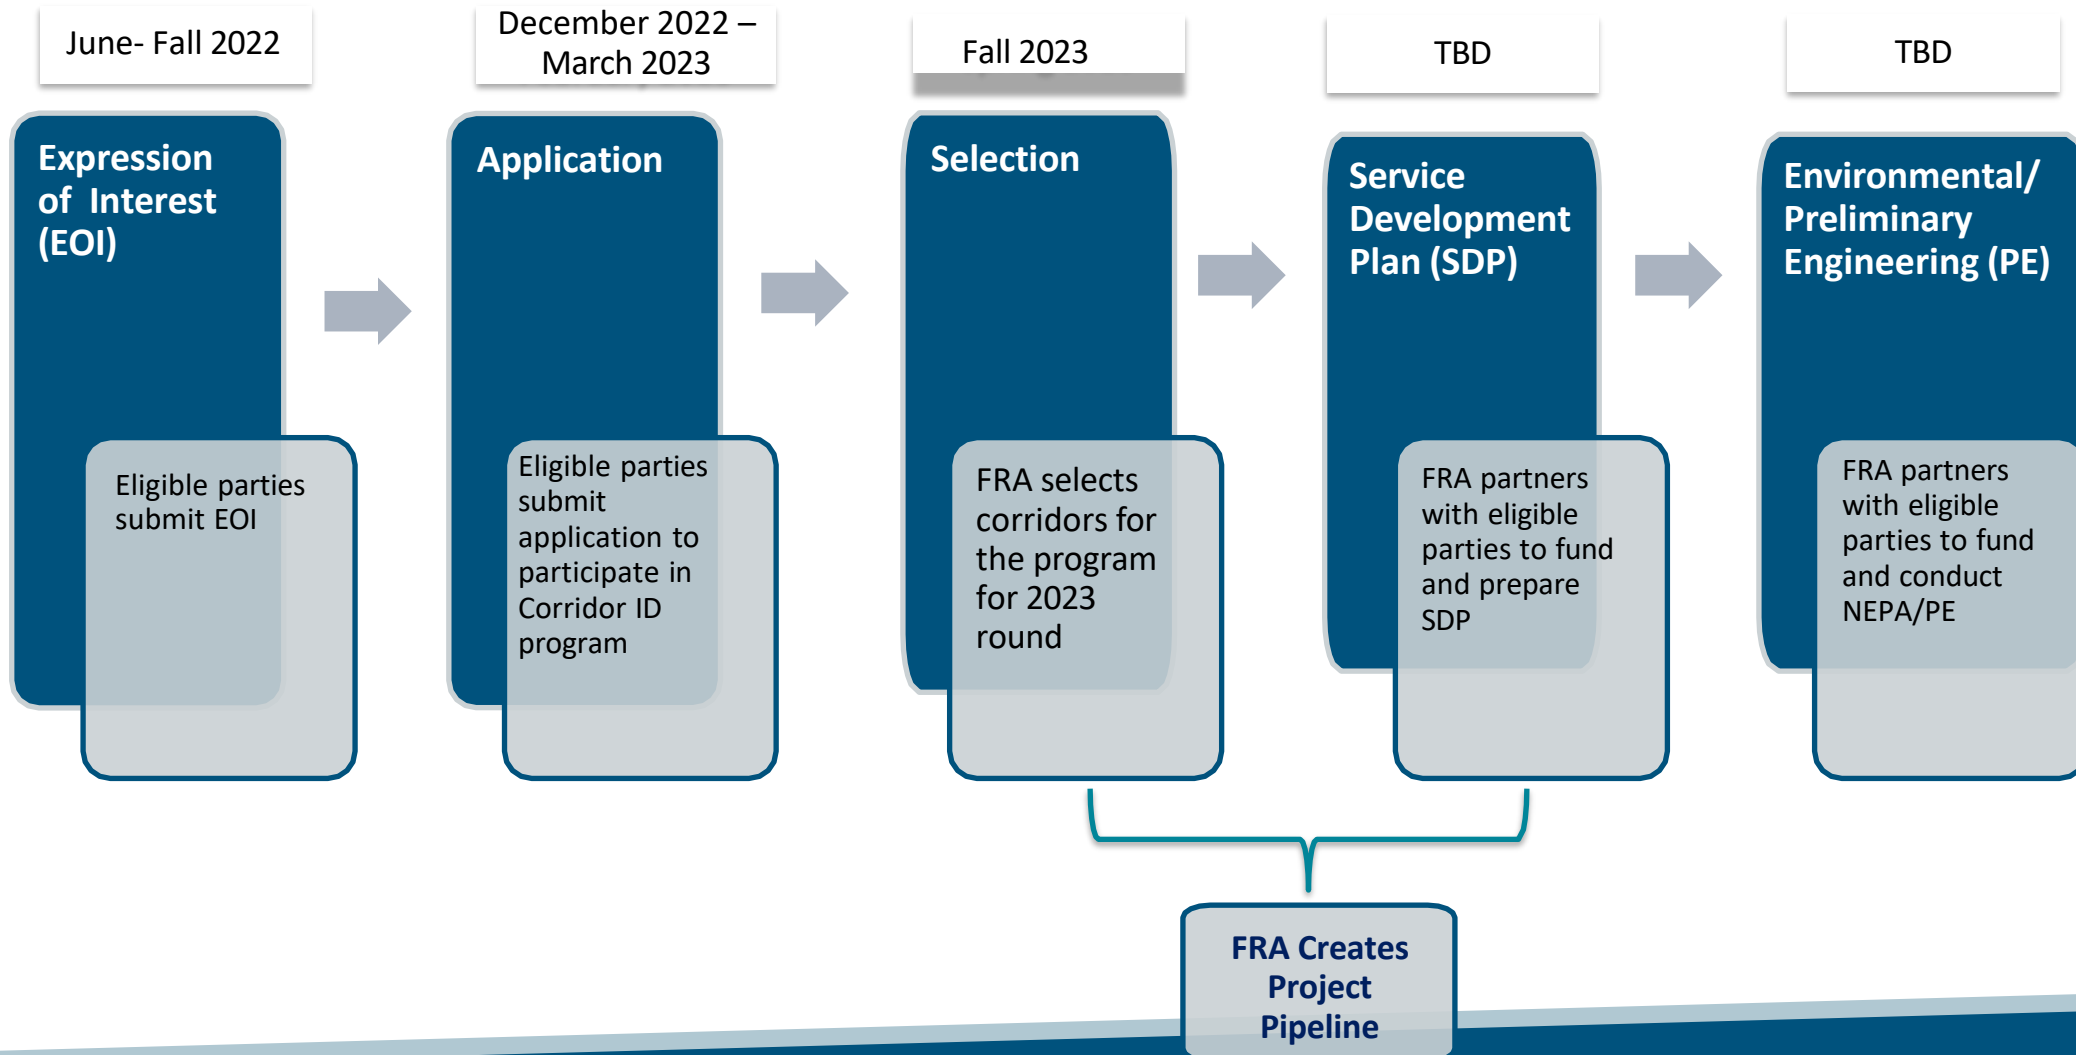 June- Fall 2022
December 2022 –
March 2023
Fall 2023
TBD
TBD
Expression
of Interest
(EOI)
Application
Selection
Service
Development
Plan (SDP)
Environmental/
Preliminary
Engineering (PE)
Eligible parties
submit EOI
Eligible parties
submit
application to
participate in
Corridor ID
program
FRA selects
corridors for
the program
for 2023
round
FRA partners
with eligible
parties to fund
and prepare
SDP
FRA partners
with eligible
parties to fund
and conduct
NEPA/PE
FRA Creates
Project
Pipeline